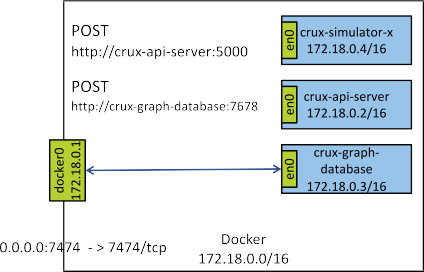 POST
http://crux-api-server:5000
POST
http://crux-graph-database:7678
en0
crux-simulator-x
172.18.0.4/16
en0
crux-api-server
172.18.0.2/16
en0
crux-graph-
database
172.18.0.3/16
docker0
172.18.0.1
0.0.0.0:7474 -> 7474/tcp
Docker
172.18.0.0/16